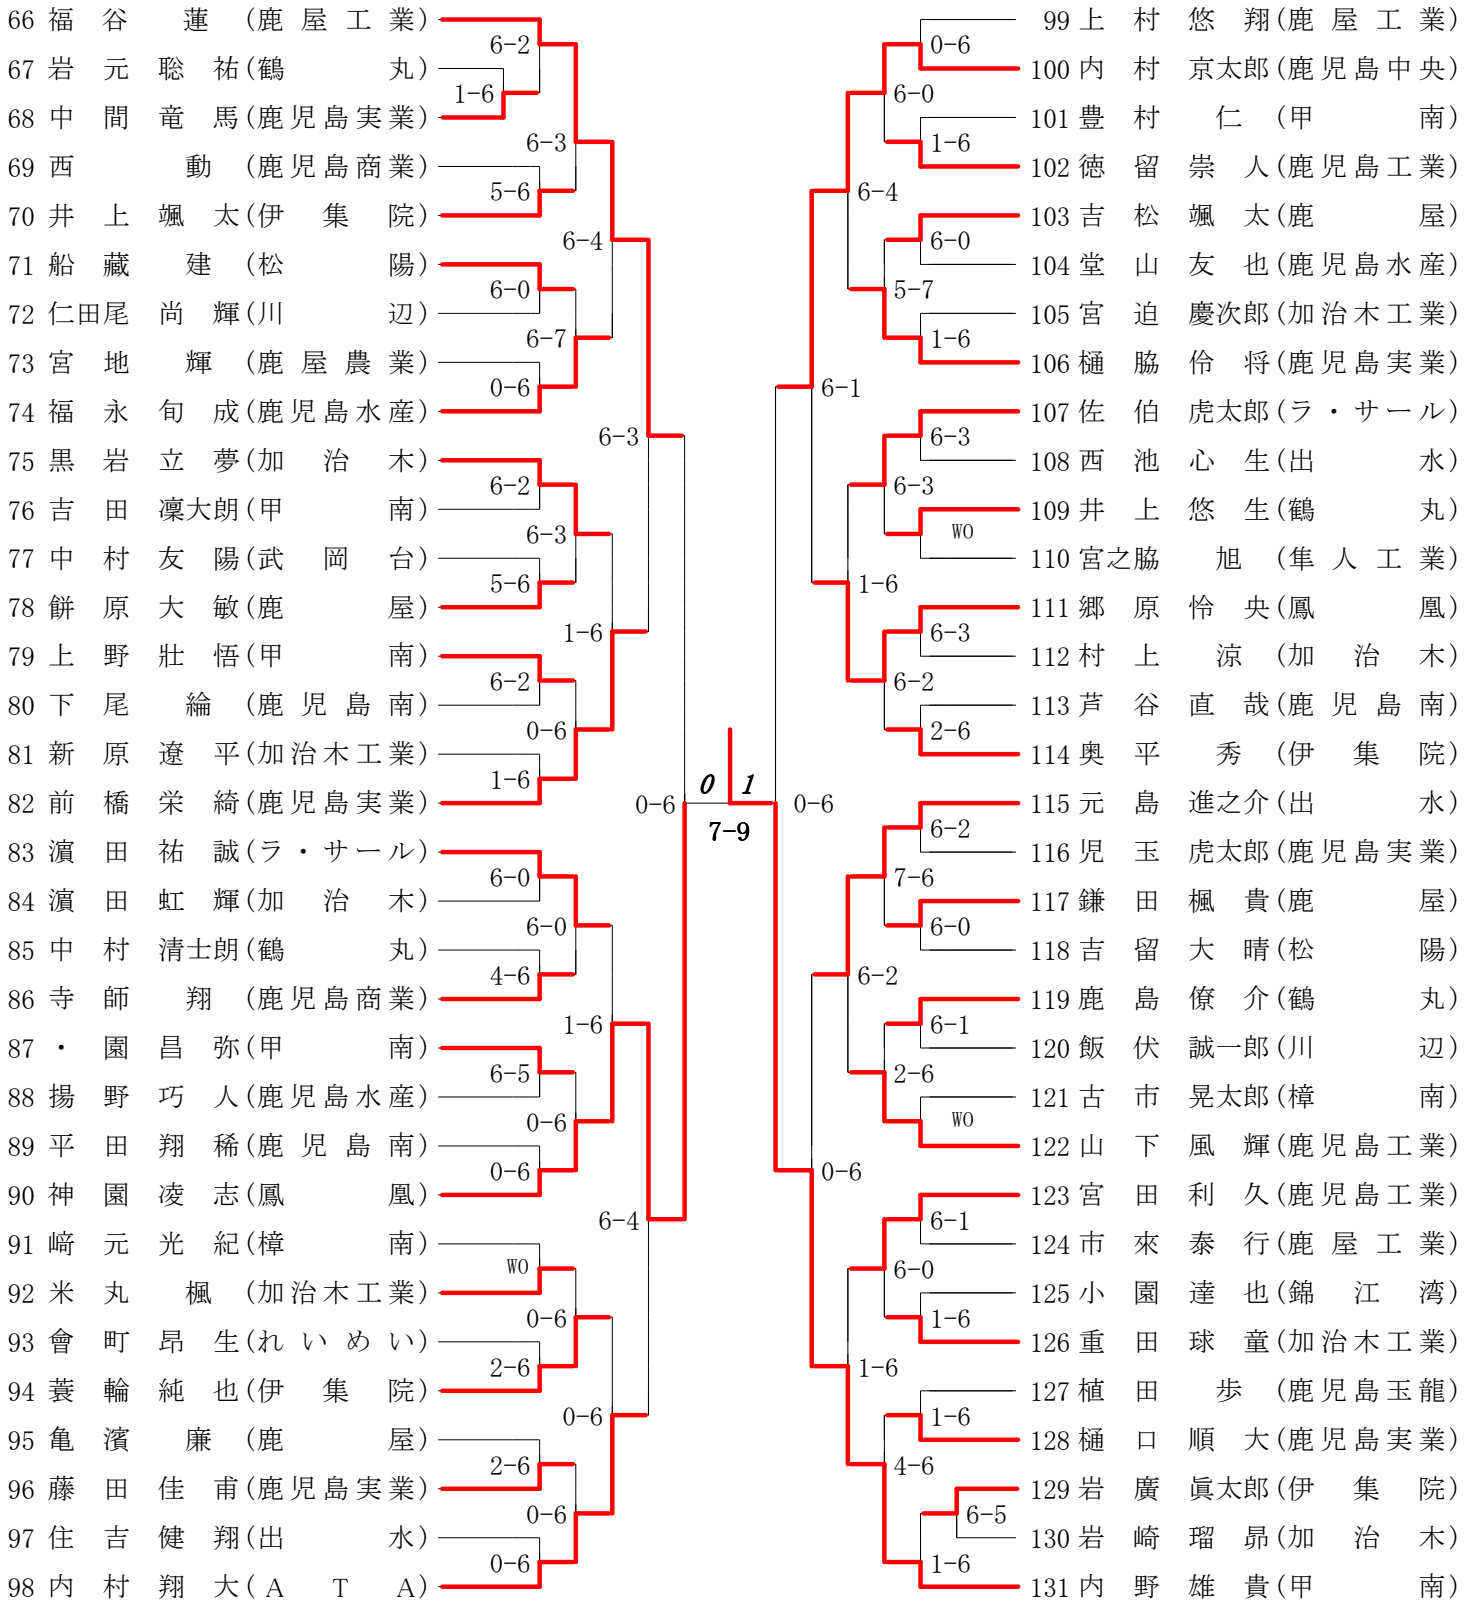 66 福谷 蓮 (鹿屋工業)
6-2
67 岩元聡祐(鶴丸)
1-6
68 中間竜馬(鹿児島実業)
6-3
69 西 動 (鹿児島商業)
5-6
70 井上颯太(伊集院)
6-4
71 船藏 建 (松陽)
6-0
72 仁田尾尚輝(川辺)
6-7
73 宮地 輝 (鹿屋農業)
0-6
74 福永旬成(鹿児島水産)
6-3
75 黒岩立夢(加治木)
6-2
76 吉田凜大朗(甲南)
6-3
77 中村友陽(武岡台)
5-6
78 餅原大敏(鹿屋)
1-6
79 上野壯悟(甲南)
6-2
80 下尾 綸 (鹿児島南)
0-6
81 新原遼平(加治木工業)
1-6
82 前橋栄綺(鹿児島実業)
0-6
83 濵田祐誠(ラ・サール)
6-0
84 濵田虹輝(加治木)
6-0
85 中村清士朗(鶴丸)
4-6
86 寺師 翔 (鹿児島商業)
1-6
87 ・園昌弥(甲南)
6-5
88 揚野巧人(鹿児島水産)
0-6
89 平田翔稀(鹿児島南)
0-6
90 神園凌志(鳳凰)
6-4
91 﨑元光紀(樟南)
WO
92 米丸 楓 (加治木工業)
0-6
93 會町昂生(れいめい)
2-6
94 蓑輪純也(伊集院)
0-6
95 亀濱 廉 (鹿屋)
2-6
96 藤田佳甫(鹿児島実業)
0-6
97 住吉健翔(出水)
0-6
98 内村翔大(ATA)
0 1
7-9
99 上村悠翔(鹿屋工業)
0-6
100 内村京太郎(鹿児島中央)
6-0
101 豊村 仁 (甲南)
1-6
102 徳留崇人(鹿児島工業)
6-4
103 吉松颯太(鹿屋)
6-0
104 堂山友也(鹿児島水産)
5-7
105 宮迫慶次郎(加治木工業)
1-6
106 樋脇伶将(鹿児島実業)
6-1
107 佐伯虎太郎(ラ・サール)
6-3
108 西池心生(出水)
6-3
109 井上悠生(鶴丸)
WO
110 宮之脇 旭 (隼人工業)
1-6
111 郷原怜央(鳳凰)
6-3
112 村上 涼 (加治木)
6-2
113 芦谷直哉(鹿児島南)
2-6
114 奥平 秀 (伊集院)
0-6
115 元島進之介(出水)
6-2
116 児玉虎太郎(鹿児島実業)
7-6
117 鎌田楓貴(鹿屋)
6-0
118 吉留大晴(松陽)
6-2
119 鹿島僚介(鶴丸)
6-1
120 飯伏誠一郎(川辺)
2-6
121 古市晃太郎(樟南)
WO
122 山下風輝(鹿児島工業)
0-6
123 宮田利久(鹿児島工業)
6-1
124 市來泰行(鹿屋工業)
6-0
125 小園達也(錦江湾)
1-6
126 重田球童(加治木工業)
1-6
127 植田 歩 (鹿児島玉龍)
1-6
128 樋口順大(鹿児島実業)
4-6
129 岩廣眞太郎(伊集院)
6-5
130 岩崎瑠昴(加治木)
1-6
131 内野雄貴(甲南)